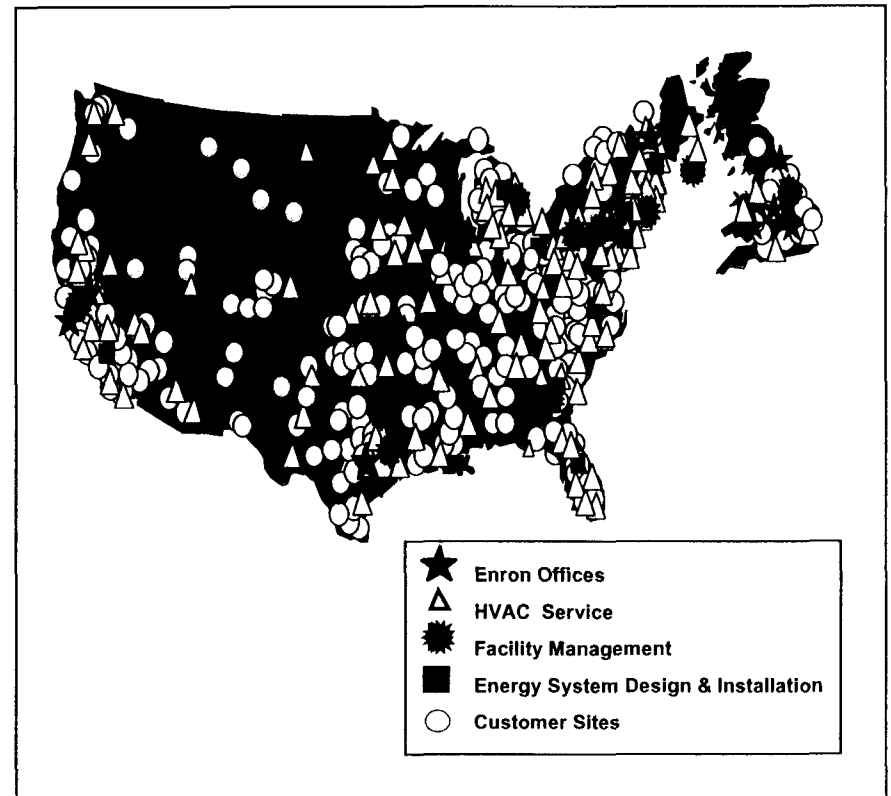 Enron Offices
HVAC Service
Facility Management
Energy System Design & Installation
Customer Sites